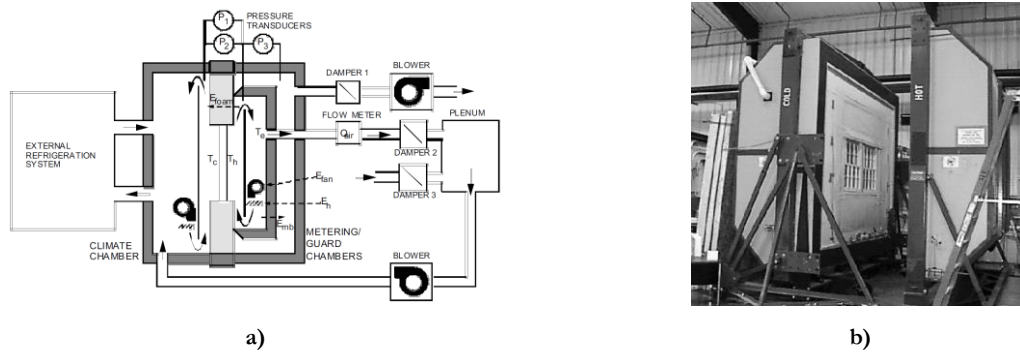 P1
PRESSURE
TRANSDUCERS
P2
P3
DAMPER 1
BLOWER
Efoam
FLOW METER
PLENUM
Te
Qair
EXTERNAL
REFRIGERATION
SYSTEM
Tc
Th
DAMPER 2
Efan
DAMPER 3
Eh
Emb
CLIMATE
CHAMBER
METERING/
GUARD
CHAMBERS
BLOWER
COLD
HOT
a)
b)